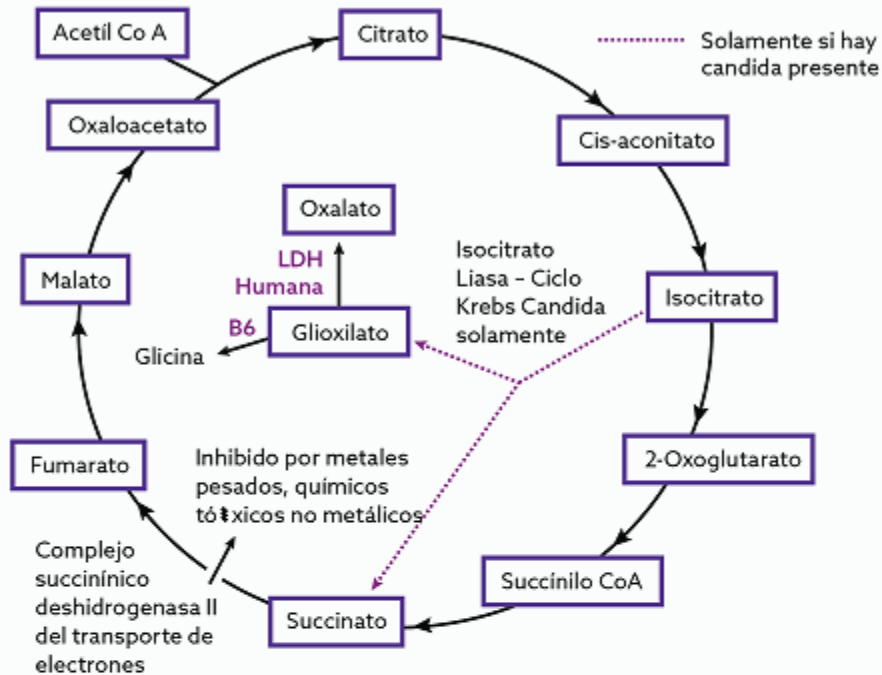 Acetíl Co A
Citrato
Solamente si hay
candida presente
Oxaloacetato
Cis-aconitato
Oxalato
LDH
Humana
Isocitrato
Liasa – Ciclo
Krebs Candida
solamente
Malato
Isocitrato
B6
Glioxilato
Glicina
Fumarato
Inhibido por metales
pesados, químicos
tóxicos no metálicos
2-Oxoglutarato
Complejo
succinínico
deshidrogenasa II
del transporte de
electrones
Succínilo CoA
Succinato